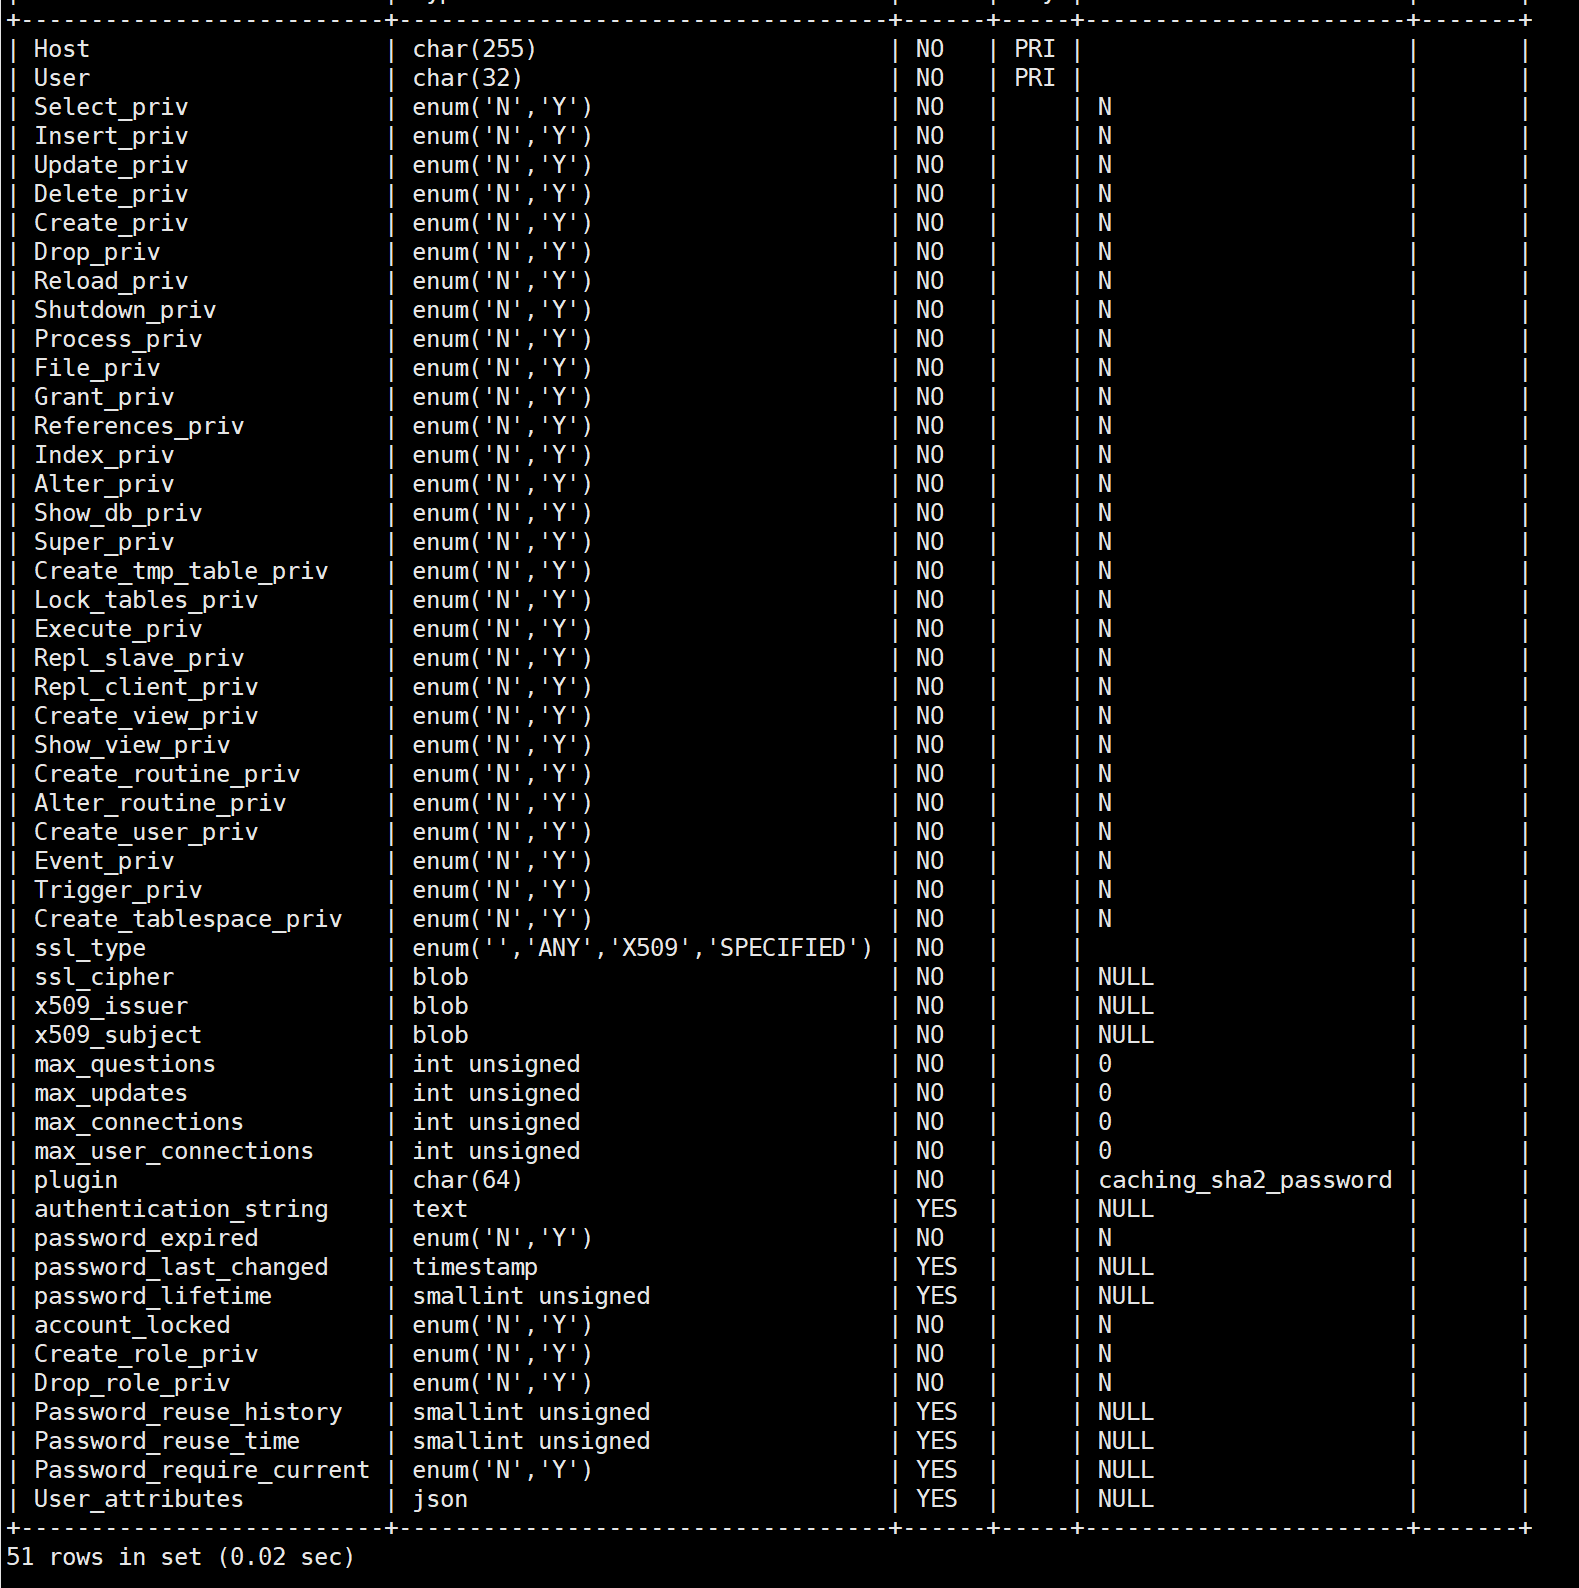 +--------------------------+-----------------------------------+------+-----+-----------------------+-------+
| Host                     | char(255)                         | NO   | PRI |                       |       |
| User                     | char(32)                          | NO   | PRI |                       |       |
| Select_priv              | enum('N','Y')                     | NO   |     | N                     |       |
| Insert_priv              | enum('N','Y')                     | NO   |     | N                     |       |
| Update_priv              | enum('N','Y')                     | NO   |     | N                     |       |
| Delete_priv              | enum('N','Y')                     | NO   |     | N                     |       |
| Create_priv              | enum('N','Y')                     | NO   |     | N                     |       |
| Drop_priv                | enum('N','Y')                     | NO   |     | N                     |       |
| Reload_priv              | enum('N','Y')                     | NO   |     | N                     |       |
| Shutdown_priv            | enum('N','Y')                     | NO   |     | N                     |       |
| Process_priv             | enum('N','Y')                     | NO   |     | N                     |       |
| File_priv                | enum('N','Y')                     | NO   |     | N                     |       |
| Grant_priv               | enum('N','Y')                     | NO   |     | N                     |       |
| References_priv          | enum('N','Y')                     | NO   |     | N                     |       |
| Index_priv               | enum('N','Y')                     | NO   |     | N                     |       |
| Alter_priv               | enum('N','Y')                     | NO   |     | N                     |       |
| Show_db_priv             | enum('N','Y')                     | NO   |     | N                     |       |
| Super_priv               | enum('N','Y')                     | NO   |     | N                     |       |
| Create_tmp_table_priv    | enum('N','Y')                     | NO   |     | N                     |       |
| Lock_tables_priv         | enum('N','Y')                     | NO   |     | N                     |       |
| Execute_priv             | enum('N','Y')                     | NO   |     | N                     |       |
| Repl_slave_priv          | enum('N','Y')                     | NO   |     | N                     |       |
| Repl_client_priv         | enum('N','Y')                     | NO   |     | N                     |       |
| Create_view_priv         | enum('N','Y')                     | NO   |     | N                     |       |
| Show_view_priv           | enum('N','Y')                     | NO   |     | N                     |       |
| Create_routine_priv      | enum('N','Y')                     | NO   |     | N                     |       |
| Alter_routine_priv       | enum('N','Y')                     | NO   |     | N                     |       |
| Create_user_priv         | enum('N','Y')                     | NO   |     | N                     |       |
| Event_priv               | enum('N','Y')                     | NO   |     | N                     |       |
| Trigger_priv             | enum('N','Y')                     | NO   |     | N                     |       |
| Create_tablespace_priv   | enum('N','Y')                     | NO   |     | N                     |       |
| ssl_type                 | enum('','ANY','X509','SPECIFIED') | NO   |     |                       |       |
| ssl_cipher               | blob                              | NO   |     | NULL                  |       |
| x509_issuer              | blob                              | NO   |     | NULL                  |       |
| x509_subject             | blob                              | NO   |     | NULL                  |       |
| max_questions            | int unsigned                      | NO   |     | 0                     |       |
| max_updates              | int unsigned                      | NO   |     | 0                     |       |
| max_connections          | int unsigned                      | NO   |     | 0                     |       |
| max_user_connections     | int unsigned                      | NO   |     | 0                     |       |
| plugin                   | char(64)                          | NO   |     | caching_sha2_password |       |
| authentication_string    | text                              | YES  |     | NULL                  |       |
| password_expired         | enum('N','Y')                     | NO   |     | N                     |       |
| password_last_changed    | timestamp                         | YES  |     | NULL                  |       |
| password_lifetime        | smallint unsigned                 | YES  |     | NULL                  |       |
| account_locked           | enum('N','Y')                     | NO   |     | N                     |       |
| Create_role_priv         | enum('N','Y')                     | NO   |     | N                     |       |
| Drop_role_priv           | enum('N','Y')                     | NO   |     | N                     |       |
| Password_reuse_history   | smallint unsigned                 | YES  |     | NULL                  |       |
| Password_reuse_time      | smallint unsigned                 | YES  |     | NULL                  |       |
| Password_require_current | enum('N','Y')                     | YES  |     | NULL                  |       |
| User_attributes          | json                              | YES  |     | NULL                  |       |
+--------------------------+-----------------------------------+------+-----+-----------------------+-------+
51 rows in set (0.02 sec)